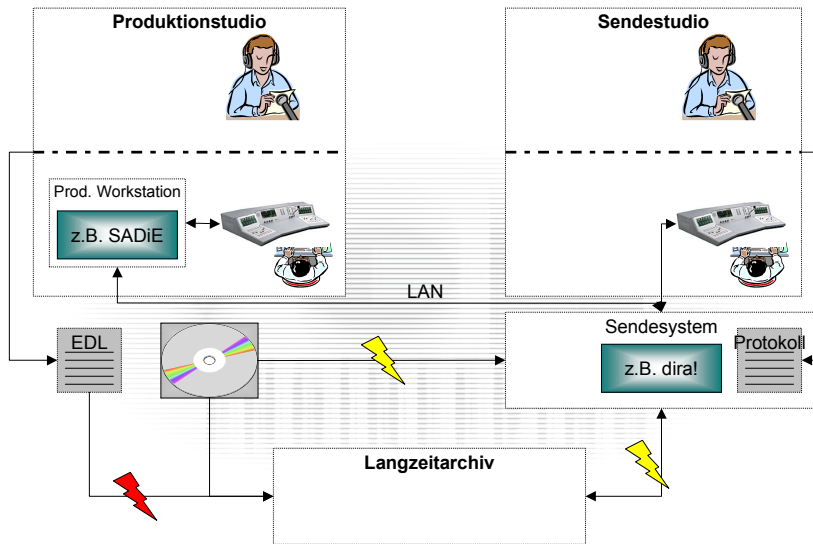 Produktionstudio
Sendestudio
Prod. Workstation
z.B. SADiE
LAN
EDL
Sendesystem
z.B. dira!
Protokoll
Langzeitarchiv